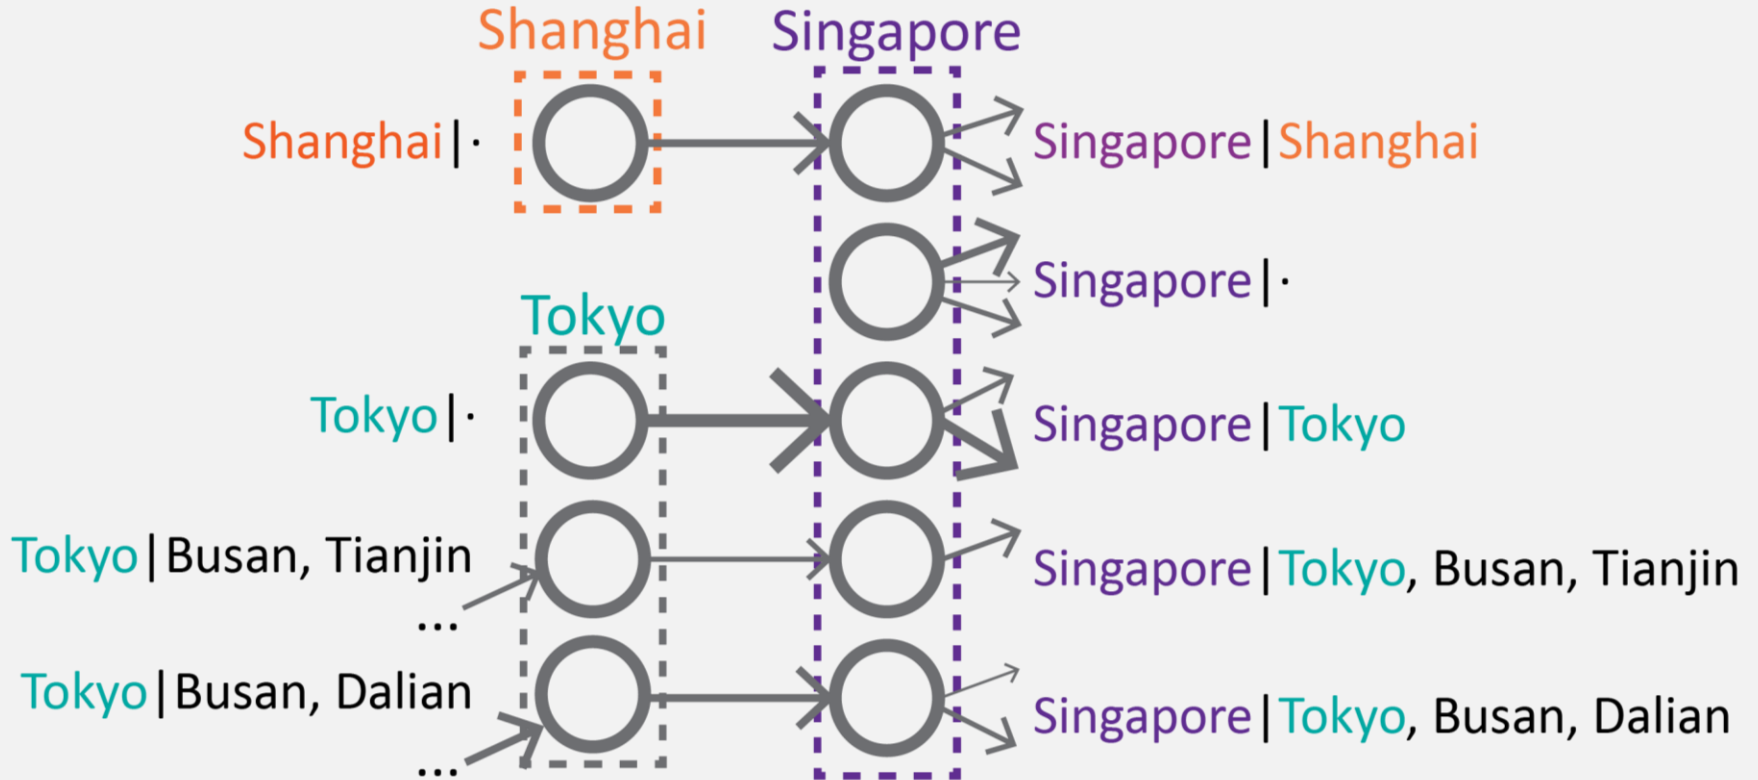 Shanghai
Singapore
Shanghai|·
Singapore|Shanghai
Singapore|·
Tokyo
Tokyo|·
Singapore|Tokyo
Tokyo|Busan, Tianjin
...
Singapore|Tokyo, Busan, Tianjin
Tokyo|Busan, Dalian
...
Singapore|Tokyo, Busan, Dalian